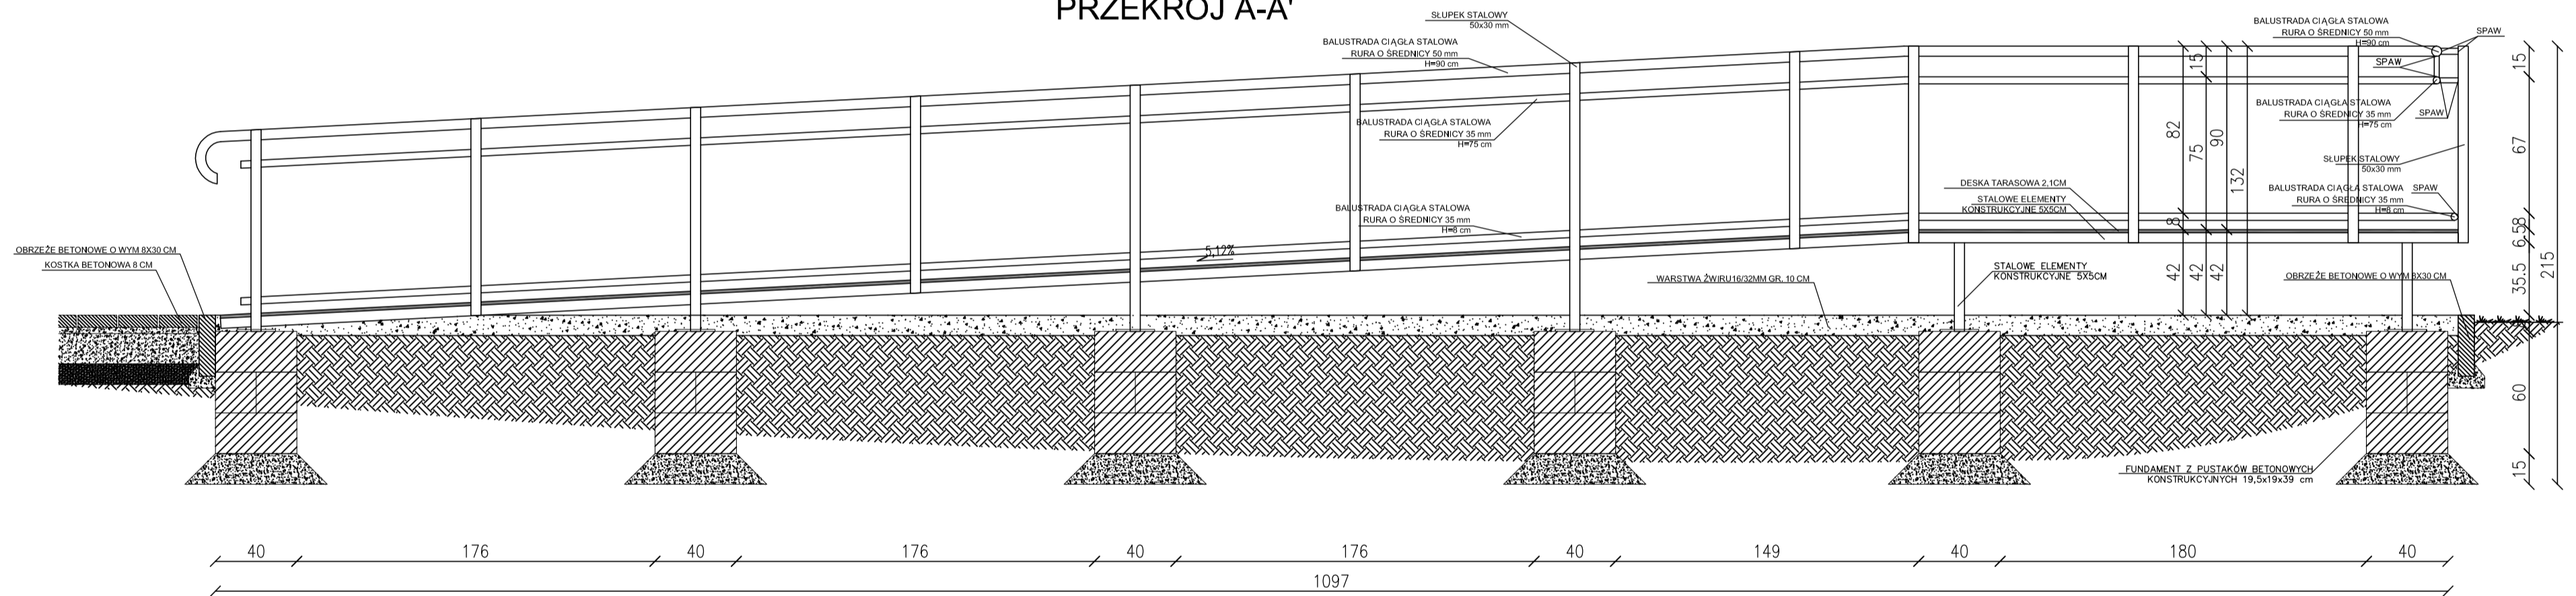 PRZEKRÓJ A-A'
SŁUPEK STALOWY
50x30 mm
BALUSTRADA CIĄGŁA STALOWA
RURA O ŚREDNICY 50 mm
H=90 cm
BALUSTRADA CIĄGŁA STALOWA
RURA O ŚREDNICY 50 mm
H=90 cm
SPAW
SPAW
BALUSTRADA CIĄGŁA STALOWA
RURA O ŚREDNICY 35 mm
H=75 cm
BALUSTRADA CIĄGŁA STALOWA
RURA O ŚREDNICY 35 mm
H=75 cm
SPAW
SŁUPEK STALOWY
50x30 mm
DESKA TARASOWA 2,1CM
STALOWE ELEMENTY
KONSTRUKCYJNE 5X5CM
BALUSTRADA CIĄGŁA STALOWA
RURA O ŚREDNICY 35 mm
H=8 cm
SPAW
BALUSTRADA CIĄGŁA STALOWA
RURA O ŚREDNICY 35 mm
H=8 cm
5,12%
OBRZEŻE BETONOWE O WYM 8X30 CM
KOSTKA BETONOWA 8 CM
WARSTWA ŻWIRU16/32MM GR. 10 CM
STALOWE ELEMENTY
KONSTRUKCYJNE 5X5CM
OBRZEŻE BETONOWE O WYM 8X30 CM
FUNDAMENT Z PUSTAKÓW BETONOWYCH
KONSTRUKCYJNYCH 19,5x19x39 cm
82
8
42
15
75
42
90
42
132
15
67
8
6.5
35.5
60
15
215
40
176
40
176
40
176
40
149
40
180
40
1097